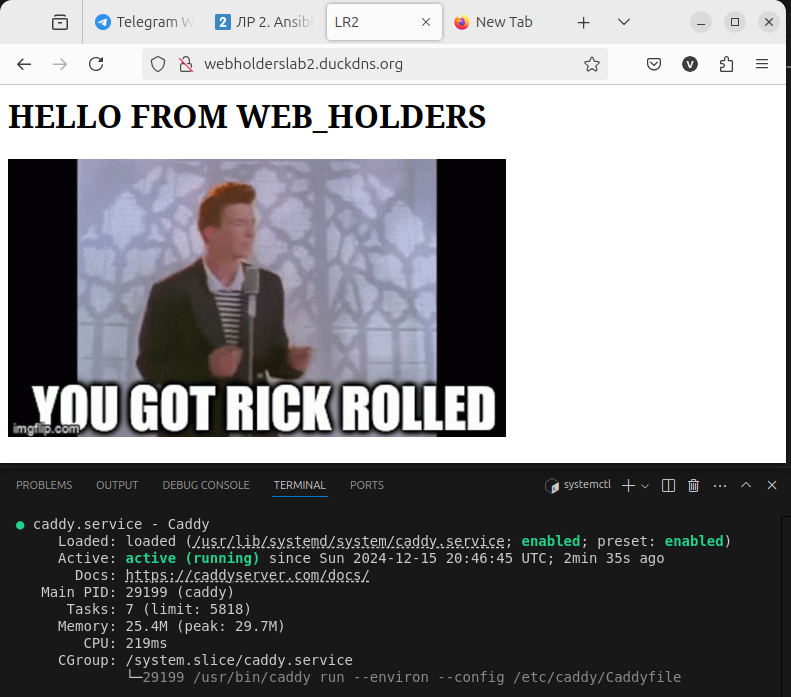 Telegram W
2 ЛР 2. Ansibl
LR2
New Tab
V
webholderslab2.duckdns.org
HELLO FROM WEB_HOLDERS
YOU GOT RICK ROLLED
imgflip.com
PROBLEMS OUTPUT DEBUG CONSOLE TERMINAL PORTS systemctl
● caddy.service - Caddy
Loaded: loaded (/usr/lib/systemd/system/caddy.service; enabled; preset: enabled)
Active: active (running) since Sun 2024-12-15 20:46:45 UTC; 2min 35s ago
Docs: https://caddyserver.com/docs/
Main PID: 29199 (caddy)
Tasks: 7 (limit: 5818)
Memory: 25.4M (peak: 29.7M)
CPU: 219ms
CGroup: /system.slice/caddy.service
└─29199 /usr/bin/caddy run --environ --config /etc/caddy/Caddyfile